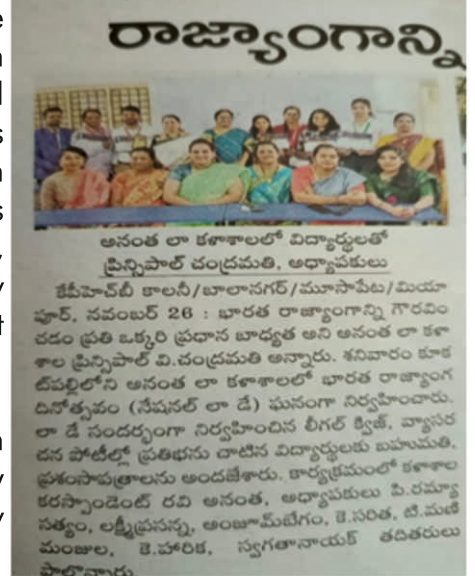 రాజ్యాంగాన్ని
అనంత లా కళాశాలలో విద్యార్థులతో
ప్రిన్సిపాల్ చంద్రమతి, అధ్యాపకులు
కేపీహెచ్‌బీ కాలనీ/బాలానగర్/మూసాపేట/మియా
పూర్, నవంబర్ 26 : భారత రాజ్యాంగాన్ని గౌరవిం
చడం ప్రతి ఒక్కరి ప్రధాన బాధ్యత అని అనంత లా కళా
శాల ప్రిన్సిపాల్ వి.చంద్రమతి అన్నారు. శనివారం కూక
ట్‌పల్లిలోని అనంత లా కళాశాలలో భారత రాజ్యాంగ
దినోత్సవం (నేషనల్ లా డే) ఘనంగా నిర్వహించారు.
లా డే సందర్భంగా నిర్వహించిన లీగల్ క్విజ్, వ్యాసర
చన పోటీల్లో ప్రతిభను చాటిన విద్యార్థులకు బహుమతి,
ప్రశంసాపత్రాలను అందజేశారు. కార్యక్రమంలో కళాశాల
కరస్పాండెంట్ రవి అనంత, అధ్యాపకులు పి.రమ్యా
సత్యం, లక్ష్మీప్రసన్న, అంజూమ్‌బేగం, కె.సరిత, టి.మణి
మంజుల, కె.హారిక, స్వగతానాయక్ తదితరులు
పాల్గొన్నారు.